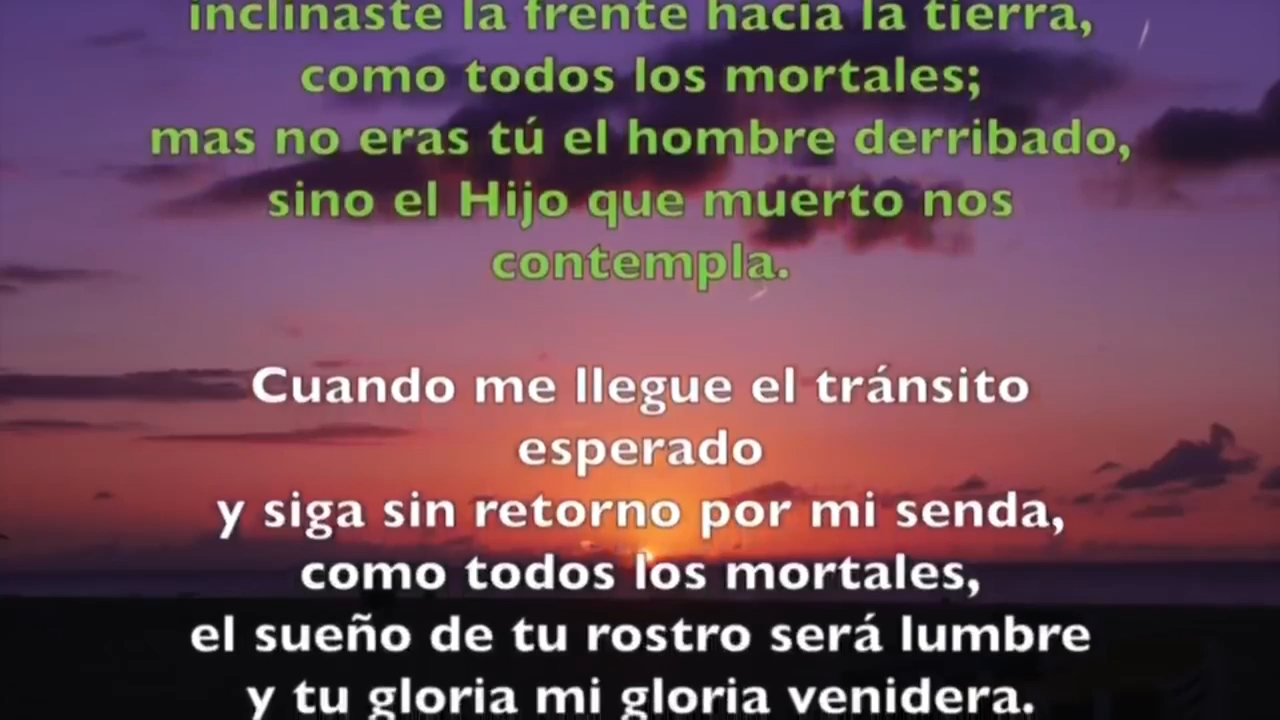 inclinaste la frente hacia la tierra,
como todos los mortales;
mas no eras tú el hombre derribado,
sino el Hijo que muerto nos
contempla.
Cuando me llegue el tránsito
esperado
y siga sin retorno por mi senda,
como todos los mortales,
el sueño de tu rostro será lumbre
y tu gloria mi gloria venidera.